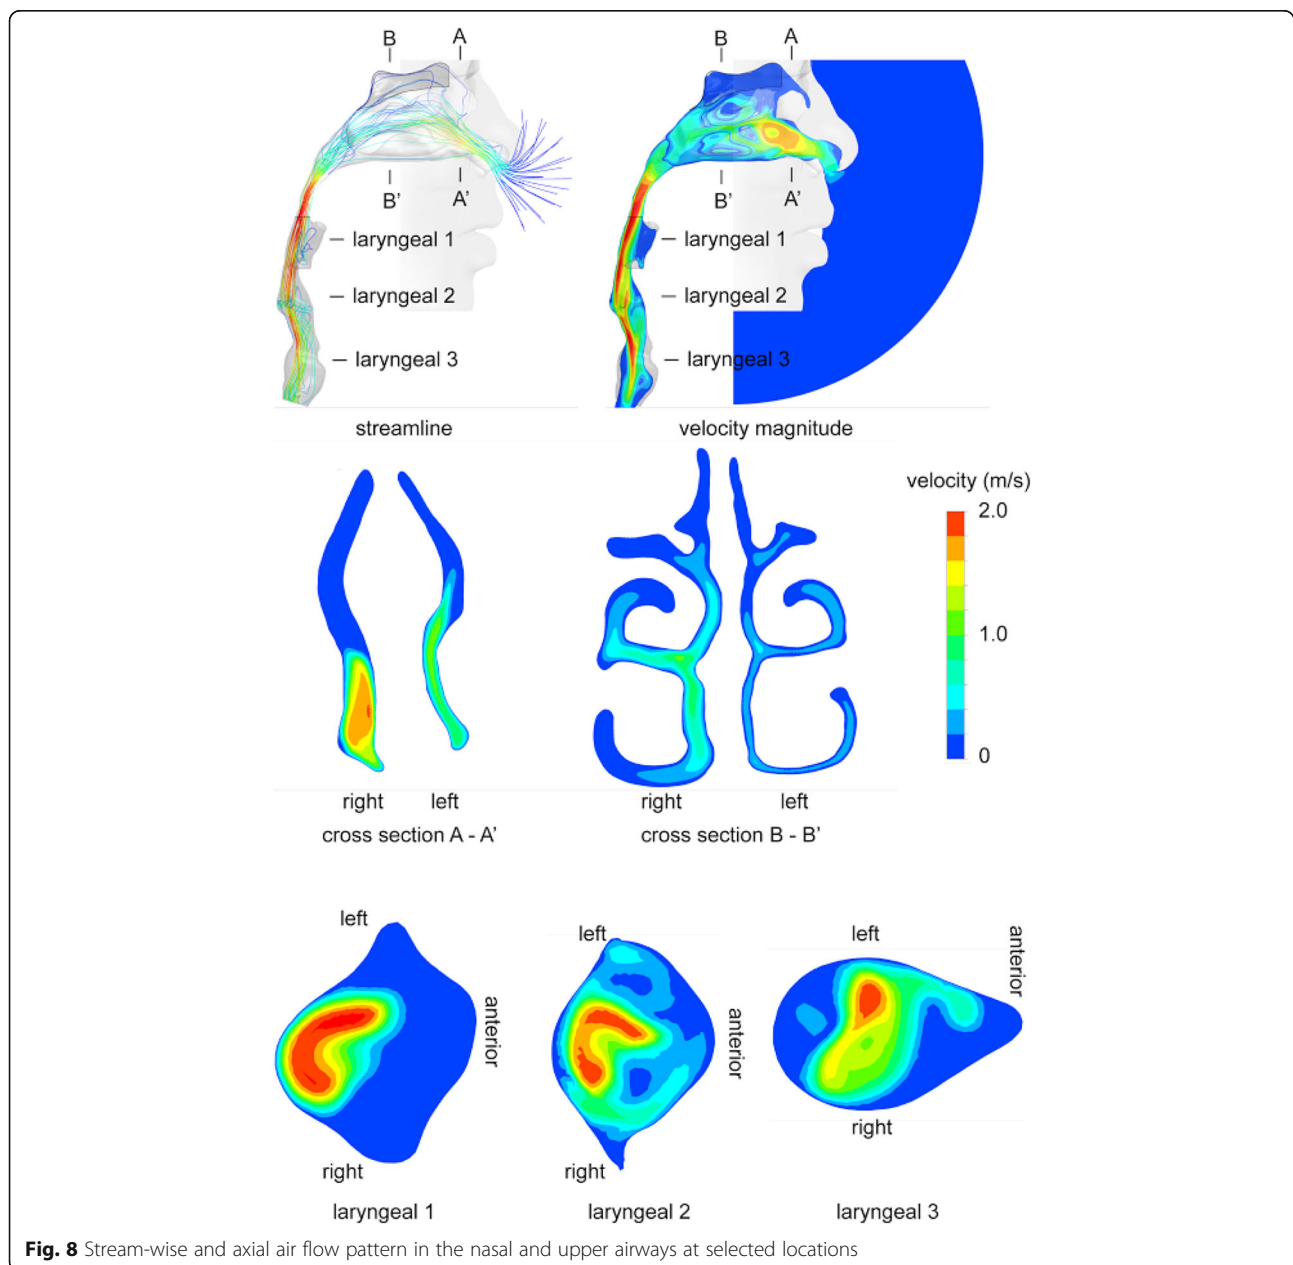 B A B A
B' A' B' A'
laryngeal 1 laryngeal 1
laryngeal 2 laryngeal 2
laryngeal 3 laryngeal 3
streamline velocity magnitude
velocity (m/s)
2.0
1.0
0
right left right left
cross section A - A' cross section B - B'
left left left anterior
anterior anterior
right right right
laryngeal 1 laryngeal 2 laryngeal 3
Fig. 8 Stream-wise and axial air flow pattern in the nasal and upper airways at selected locations